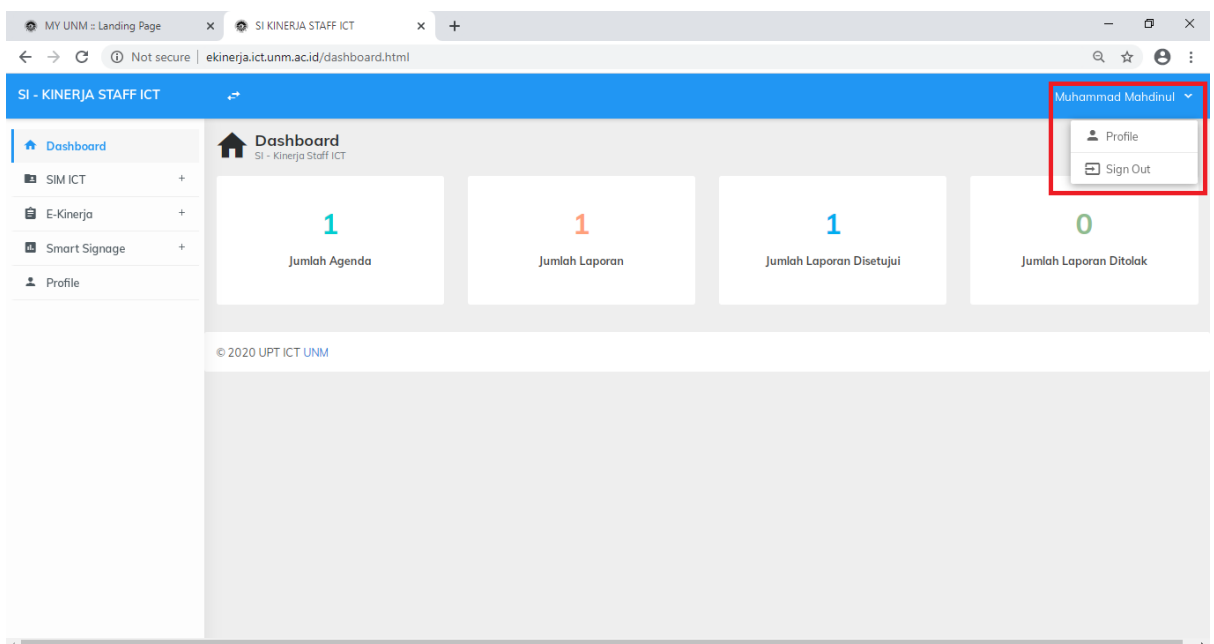 MY UNM :: Landing Page
SI KINERJA STAFF ICT
Not secure | ekinerja.ict.unm.ac.id/dashboard.html
SI - KINERJA STAFF ICT
Muhammad Mahdinul
Profile
Sign Out
Dashboard
SIM ICT +
E-Kinerja +
Smart Signage +
Profile
Dashboard
SI - Kinerja Staff ICT
1
Jumlah Agenda
1
Jumlah Laporan
1
Jumlah Laporan Disetujui
0
Jumlah Laporan Ditolak
© 2020 UPT ICT UNM